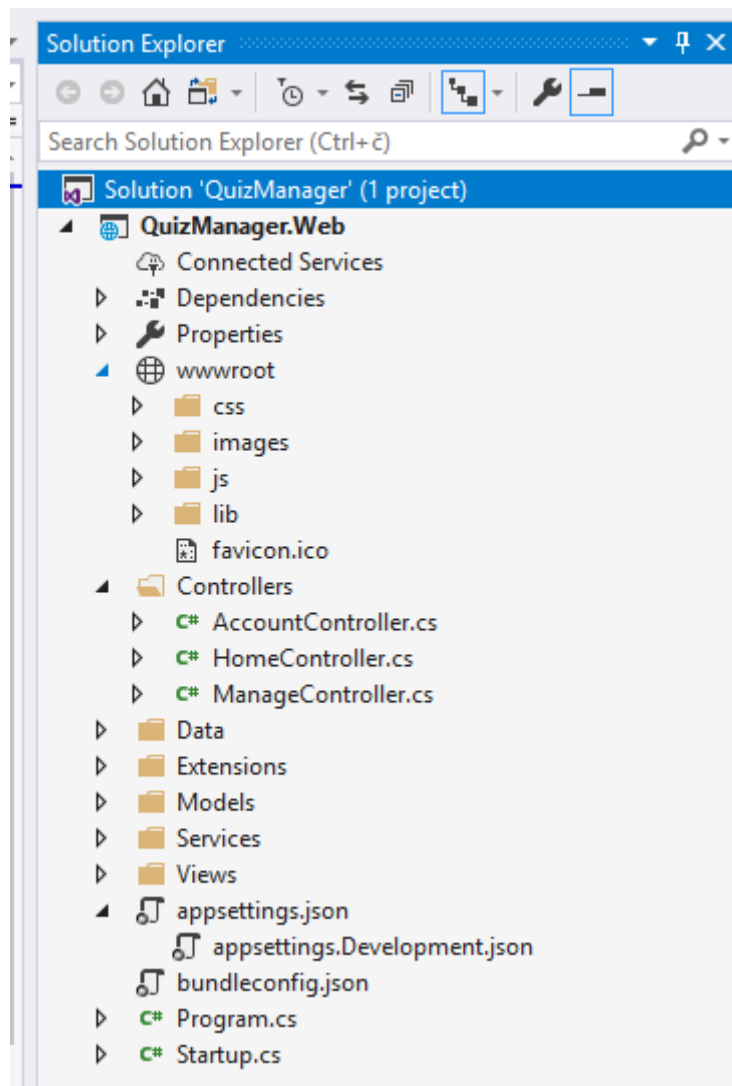 Solution Explorer
Search Solution Explorer (Ctrl+č)
Solution 'QuizManager' (1 project)
QuizManager.Web
Connected Services
Dependencies
Properties
wwwroot
css
images
js
lib
favicon.ico
Controllers
C# AccountController.cs
C# HomeController.cs
C# ManageController.cs
Data
Extensions
Models
Services
Views
appsettings.json
appsettings.Development.json
bundleconfig.json
C# Program.cs
C# Startup.cs